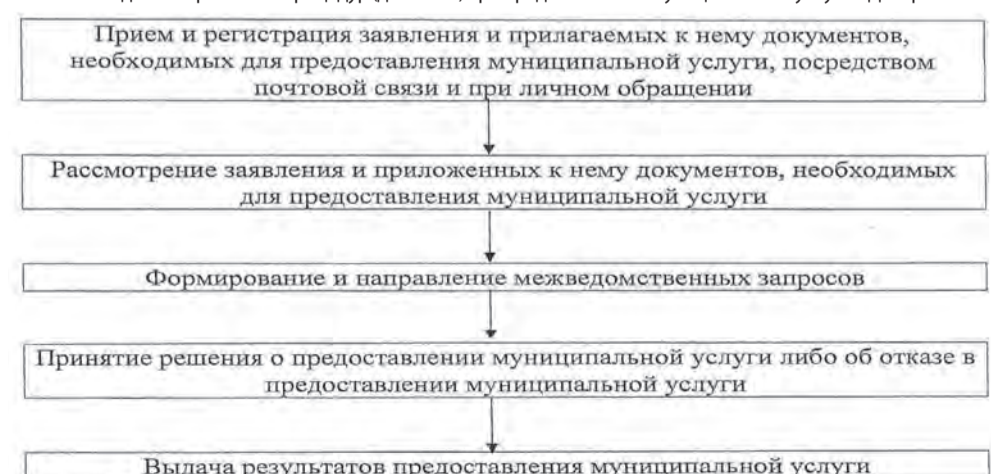 Прием и регистрация заявления и прилагаемых к нему документов,
необходимых для предоставления муниципальной услуги, посредством
почтовой связи и при личном обращении
Рассмотрение заявления и приложенных к нему документов, необходимых
для предоставления муниципальной услуги
Формирование и направление межведомственных запросов
Принятие решения о предоставлении муниципальной услуги либо об отказе в
предоставлении муниципальной услуги
Выдача результатов предоставления муниципальной услуги